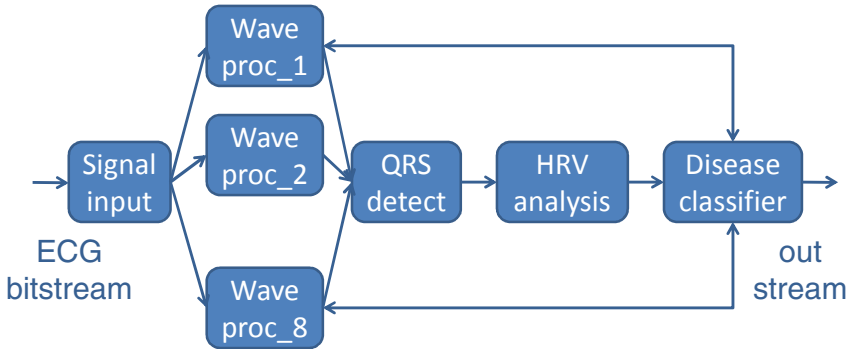 Wave
proc_1
Signal
input
Wave
proc_2
QRS
detect
HRV
analysis
Disease
classifier
ECG
bitstream
Wave
proc_8
out
stream